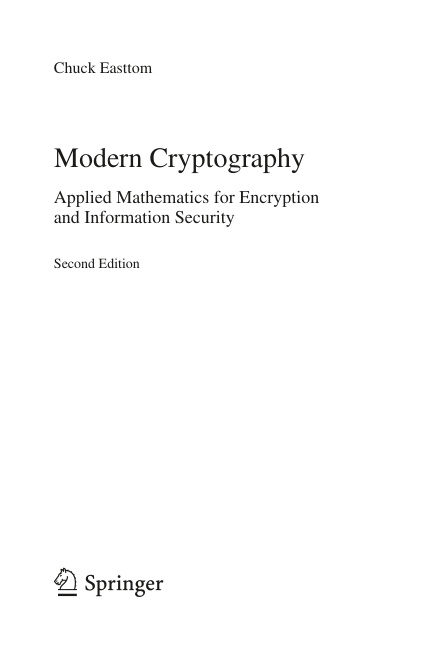 Chuck Easttom
Modern Cryptography
Applied Mathematics for Encryption
and Information Security
Second Edition
Springer